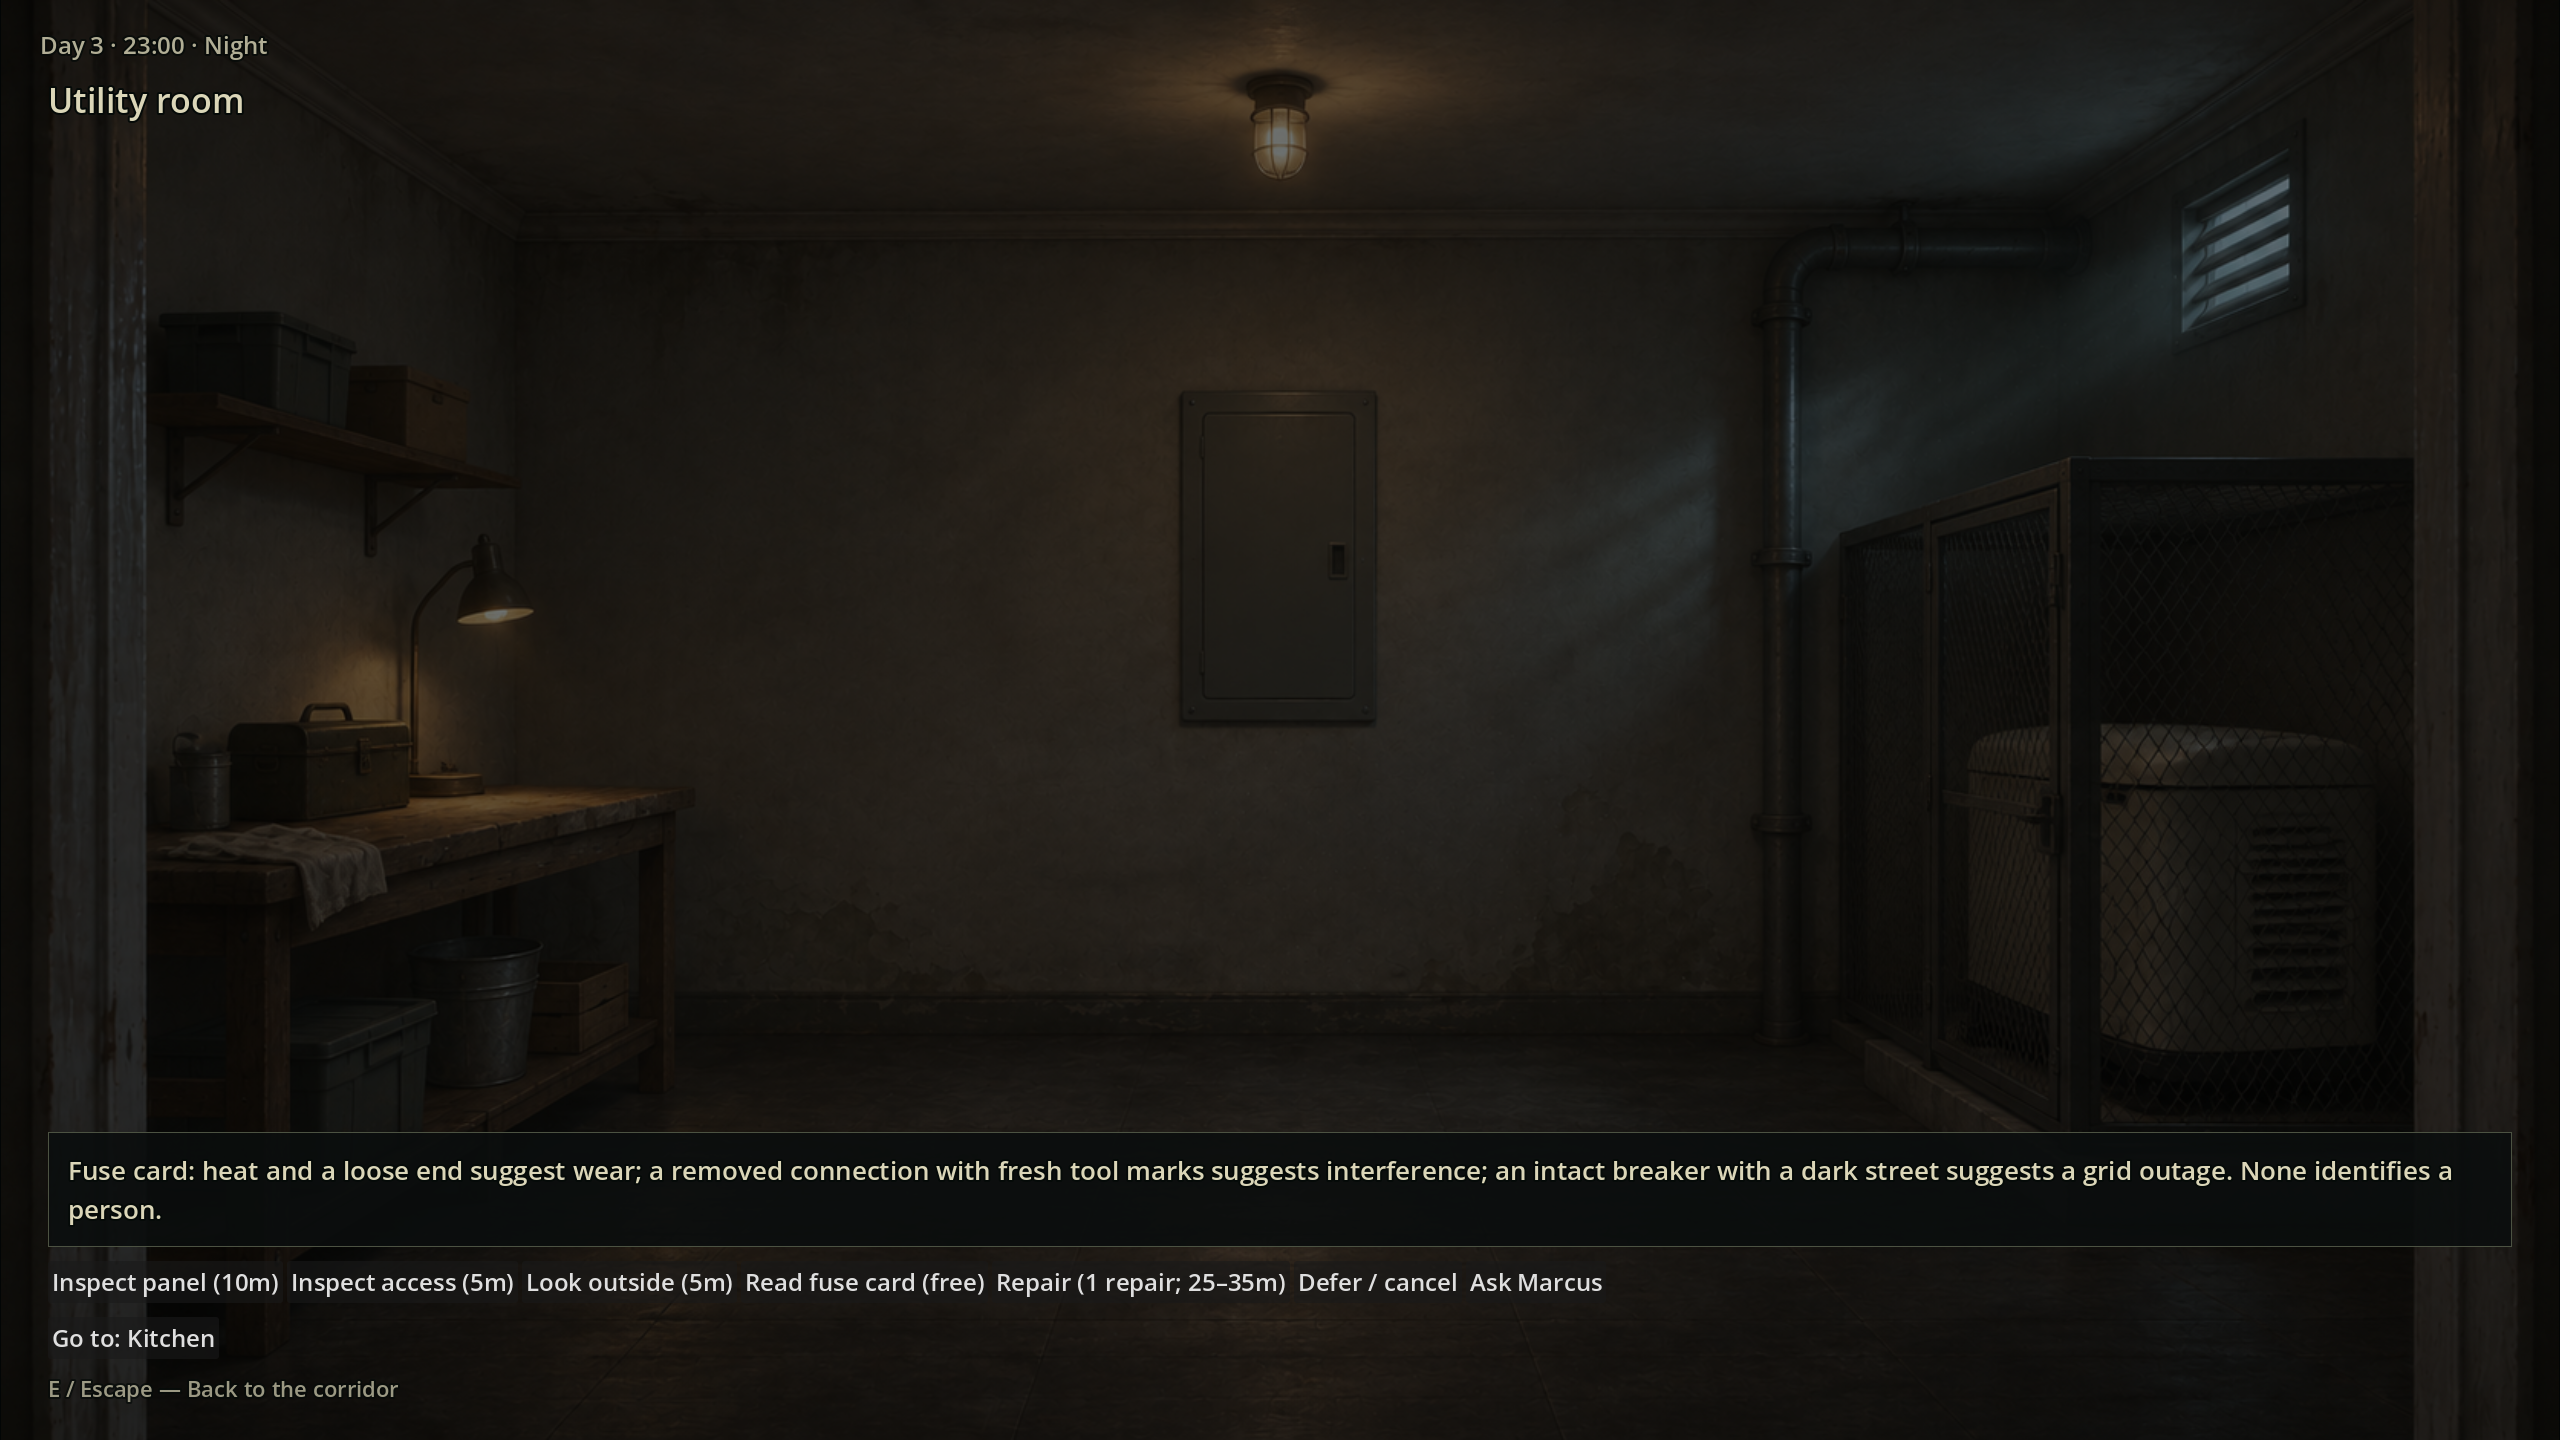 Day 3 · 23:00 · Night
Utility room
Fuse card: heat and a loose end suggest wear; a removed connection with fresh tool marks suggests interference; an intact breaker with a dark street suggests a grid outage. None identifies a
person.
Inspect panel (10m) Inspect access (5m) Look outside (5m) Read fuse card (free) Repair (1 repair; 25–35m) Defer / cancel Ask Marcus
Go to: Kitchen
E / Escape — Back to the corridor